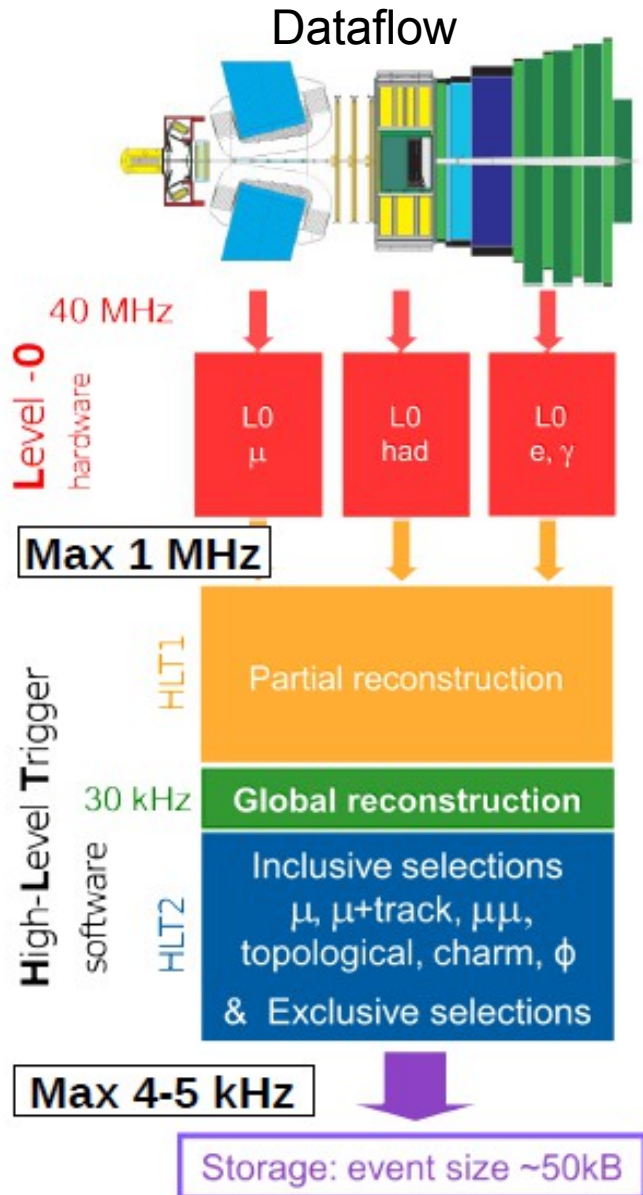 Dataflow
40 MHz
Level -0
hardware
L0
μ
L0
had
L0
e, γ
Max 1 MHz
HLT1
Partial reconstruction
High-Level Trigger
software
30 kHz
Global reconstruction
HLT2
Inclusive selections
μ, μ+track, μμ,
topological, charm, ϕ
& Exclusive selections
Max 4-5 kHz
Storage: event size ~50kB